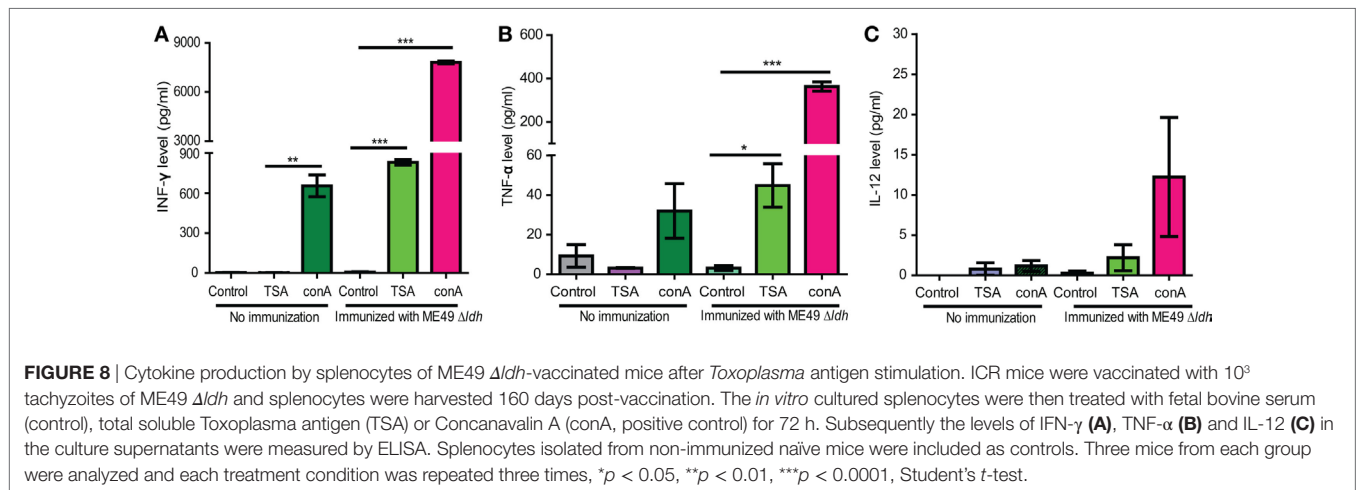 A
INF-γ level (pg/ml)
9000
6000
3000
900
600
300
0
**
***
***
Control TSA conA Control TSA conA
No immunization Immunized with ME49 Δldh
B
TNF-α level (pg/ml)
600
400
200
60
40
20
0
***
*
Control TSA conA Control TSA conA
No immunization Immunized with ME49 Δldh
C
IL-12 level (pg/ml)
30
25
20
15
10
5
0
Control TSA conA Control TSA conA
No immunization Immunized with ME49 Δldh
FIGURE 8 | Cytokine production by splenocytes of ME49 Δldh-vaccinated mice after Toxoplasma antigen stimulation. ICR mice were vaccinated with 10³
tachyzoites of ME49 Δldh and splenocytes were harvested 160 days post-vaccination. The in vitro cultured splenocytes were then treated with fetal bovine serum
(control), total soluble Toxoplasma antigen (TSA) or Concanavalin A (conA, positive control) for 72 h. Subsequently the levels of IFN-γ (A), TNF-α (B) and IL-12 (C) in
the culture supernatants were measured by ELISA. Splenocytes isolated from non-immunized naïve mice were included as controls. Three mice from each group
were analyzed and each treatment condition was repeated three times, *p < 0.05, **p < 0.01, ***p < 0.0001, Student's t-test.